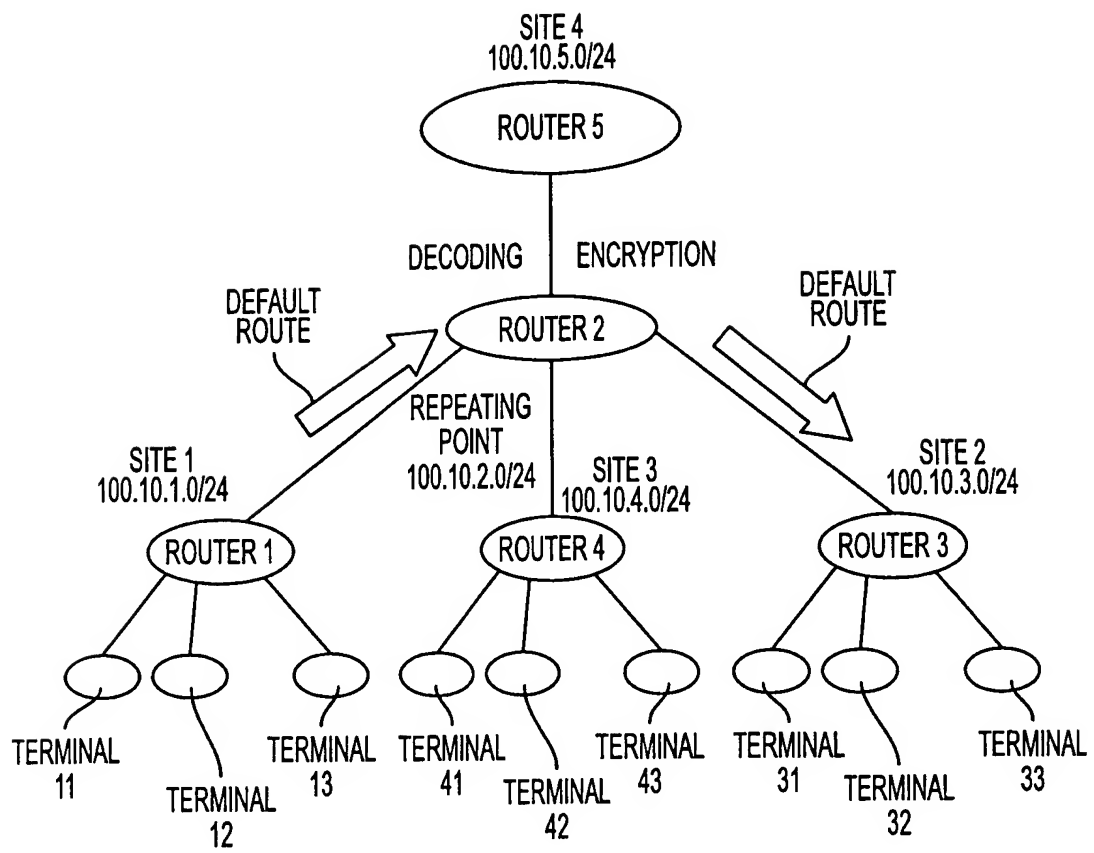 SITE 4
100.10.5.0/24
ROUTER 5
DECODING
ENCRYPTION
DEFAULT
ROUTE
DEFAULT
ROUTE
ROUTER 2
REPEATING
POINT
100.10.2.0/24
SITE 1
100.10.1.0/24
SITE 3
100.10.4.0/24
SITE 2
100.10.3.0/24
ROUTER 1
ROUTER 4
ROUTER 3
TERMINAL
11
TERMINAL
12
TERMINAL
13
TERMINAL
41
TERMINAL
42
TERMINAL
43
TERMINAL
31
TERMINAL
32
TERMINAL
33